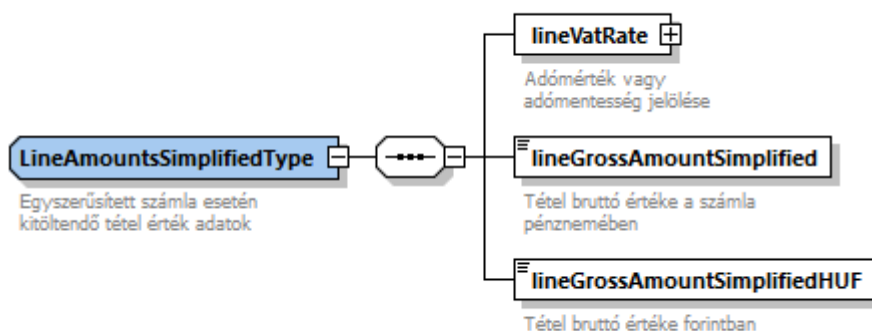 lineVatRate
Adómérték vagy
adómentesség jelölése
LineAmountsSimplifiedType
Egyszerűsített számla esetén
kitöltendő tétel érték adatok
lineGrossAmountSimplified
Tétel bruttó értéke a számla
pénznemében
lineGrossAmountSimplifiedHUF
Tétel bruttó értéke forintban